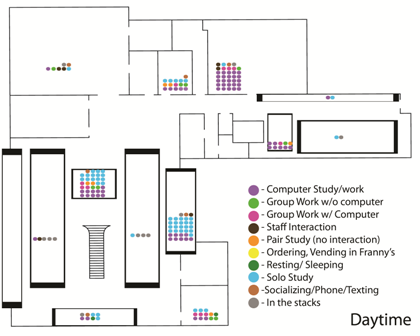 - Computer Study/work
- Group Work w/o computer
- Group Work w/ Computer
- Staff Interaction
- Pair Study (no interaction)
- Ordering, Vending in Franny's
- Resting/ Sleeping
- Solo Study
-Socializing/Phone/Texting
- In the stacks
Daytime